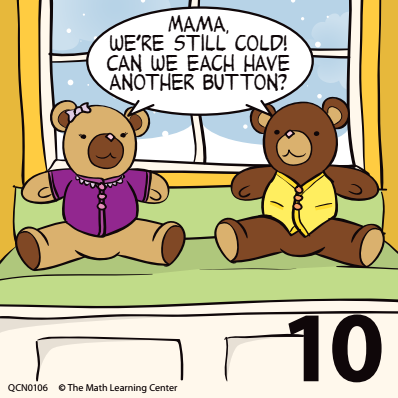 MAMA,
WE'RE STILL COLD!
CAN WE EACH HAVE
ANOTHER BUTTON?
10
QCN0106 © The Math Learning Center